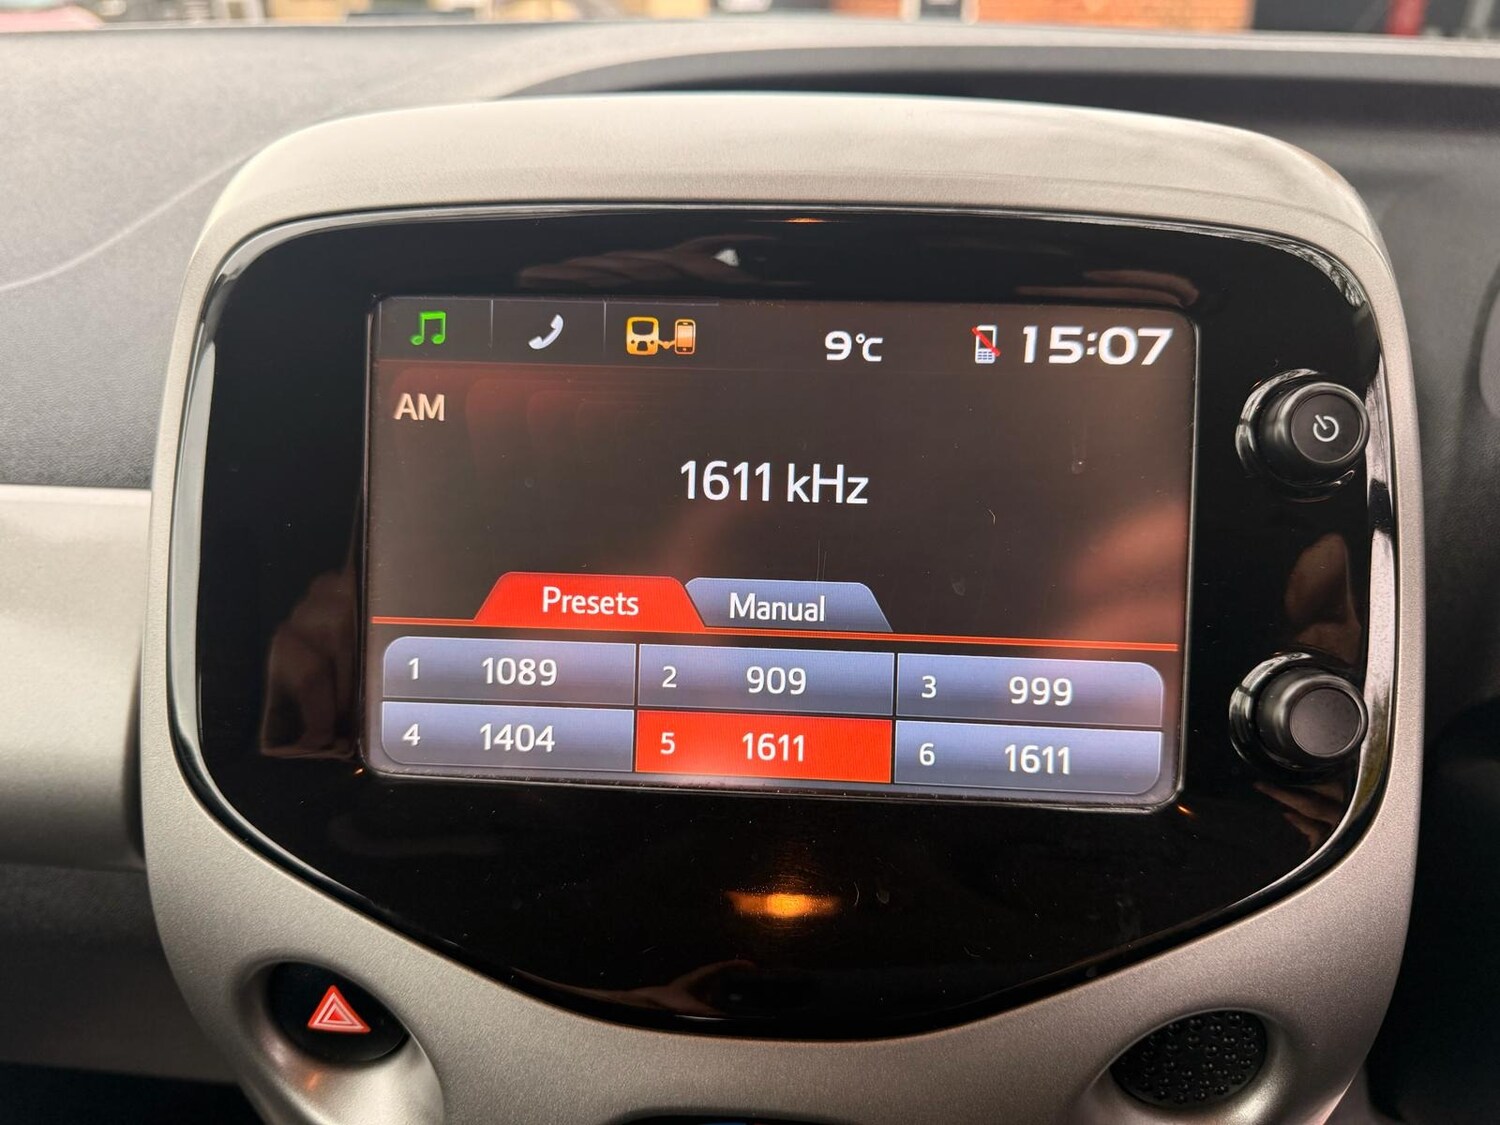 9°C 15:07
AM
1611 kHz
Presets Manual
1 1089 2 909 3 999
4 1404 5 1611 6 1611